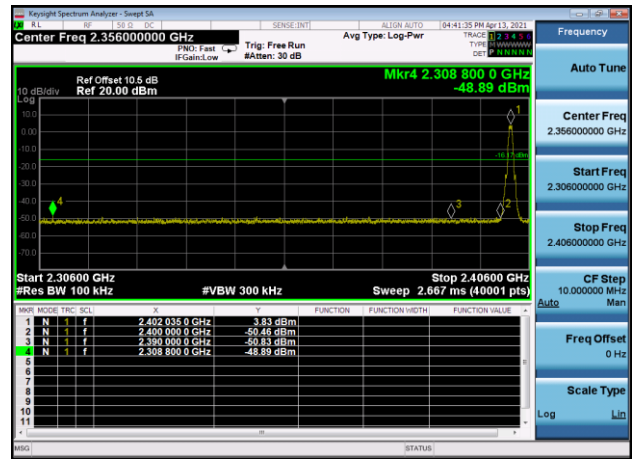 Keysight Spectrum Analyzer - Swept SA
RL RF 50 Ω DC SENSE:INT ALIGN AUTO 04:41:35 PM Apr 13, 2021
Center Freq 2.356000000 GHz
PNO: Fast
IFGain:Low
Trig: Free Run
#Atten: 30 dB
Avg Type: Log-Pwr
TRACE 1 2 3 4 5 6
TYPE M W W W W W
DET P N N N N N
Frequency
Ref Offset 10.5 dB
10 dB/div Ref 20.00 dBm
Log
Mkr4 2.308 800 0 GHz
-48.89 dBm
10.0
0.00
-10.0
-20.0
-30.0
-40.0
-50.0
-60.0
-70.0
1
-16.17 dBm
4
3
2
Start 2.30600 GHz Stop 2.40600 GHz
#Res BW 100 kHz #VBW 300 kHz Sweep 2.667 ms (40001 pts)
MKR MODE TRC SCL X Y FUNCTION FUNCTION WIDTH FUNCTION VALUE
1 N 1 f 2.402 035 0 GHz 3.83 dBm
2 N 1 f 2.400 000 0 GHz -50.46 dBm
3 N 1 f 2.390 000 0 GHz -50.83 dBm
4 N 1 f 2.308 800 0 GHz -48.89 dBm
5
6
7
8
9
10
11
MSG STATUS
Auto Tune
Center Freq
2.356000000 GHz
Start Freq
2.306000000 GHz
Stop Freq
2.406000000 GHz
CF Step
10.000000 MHz
Auto Man
Freq Offset
0 Hz
Scale Type
Log Lin